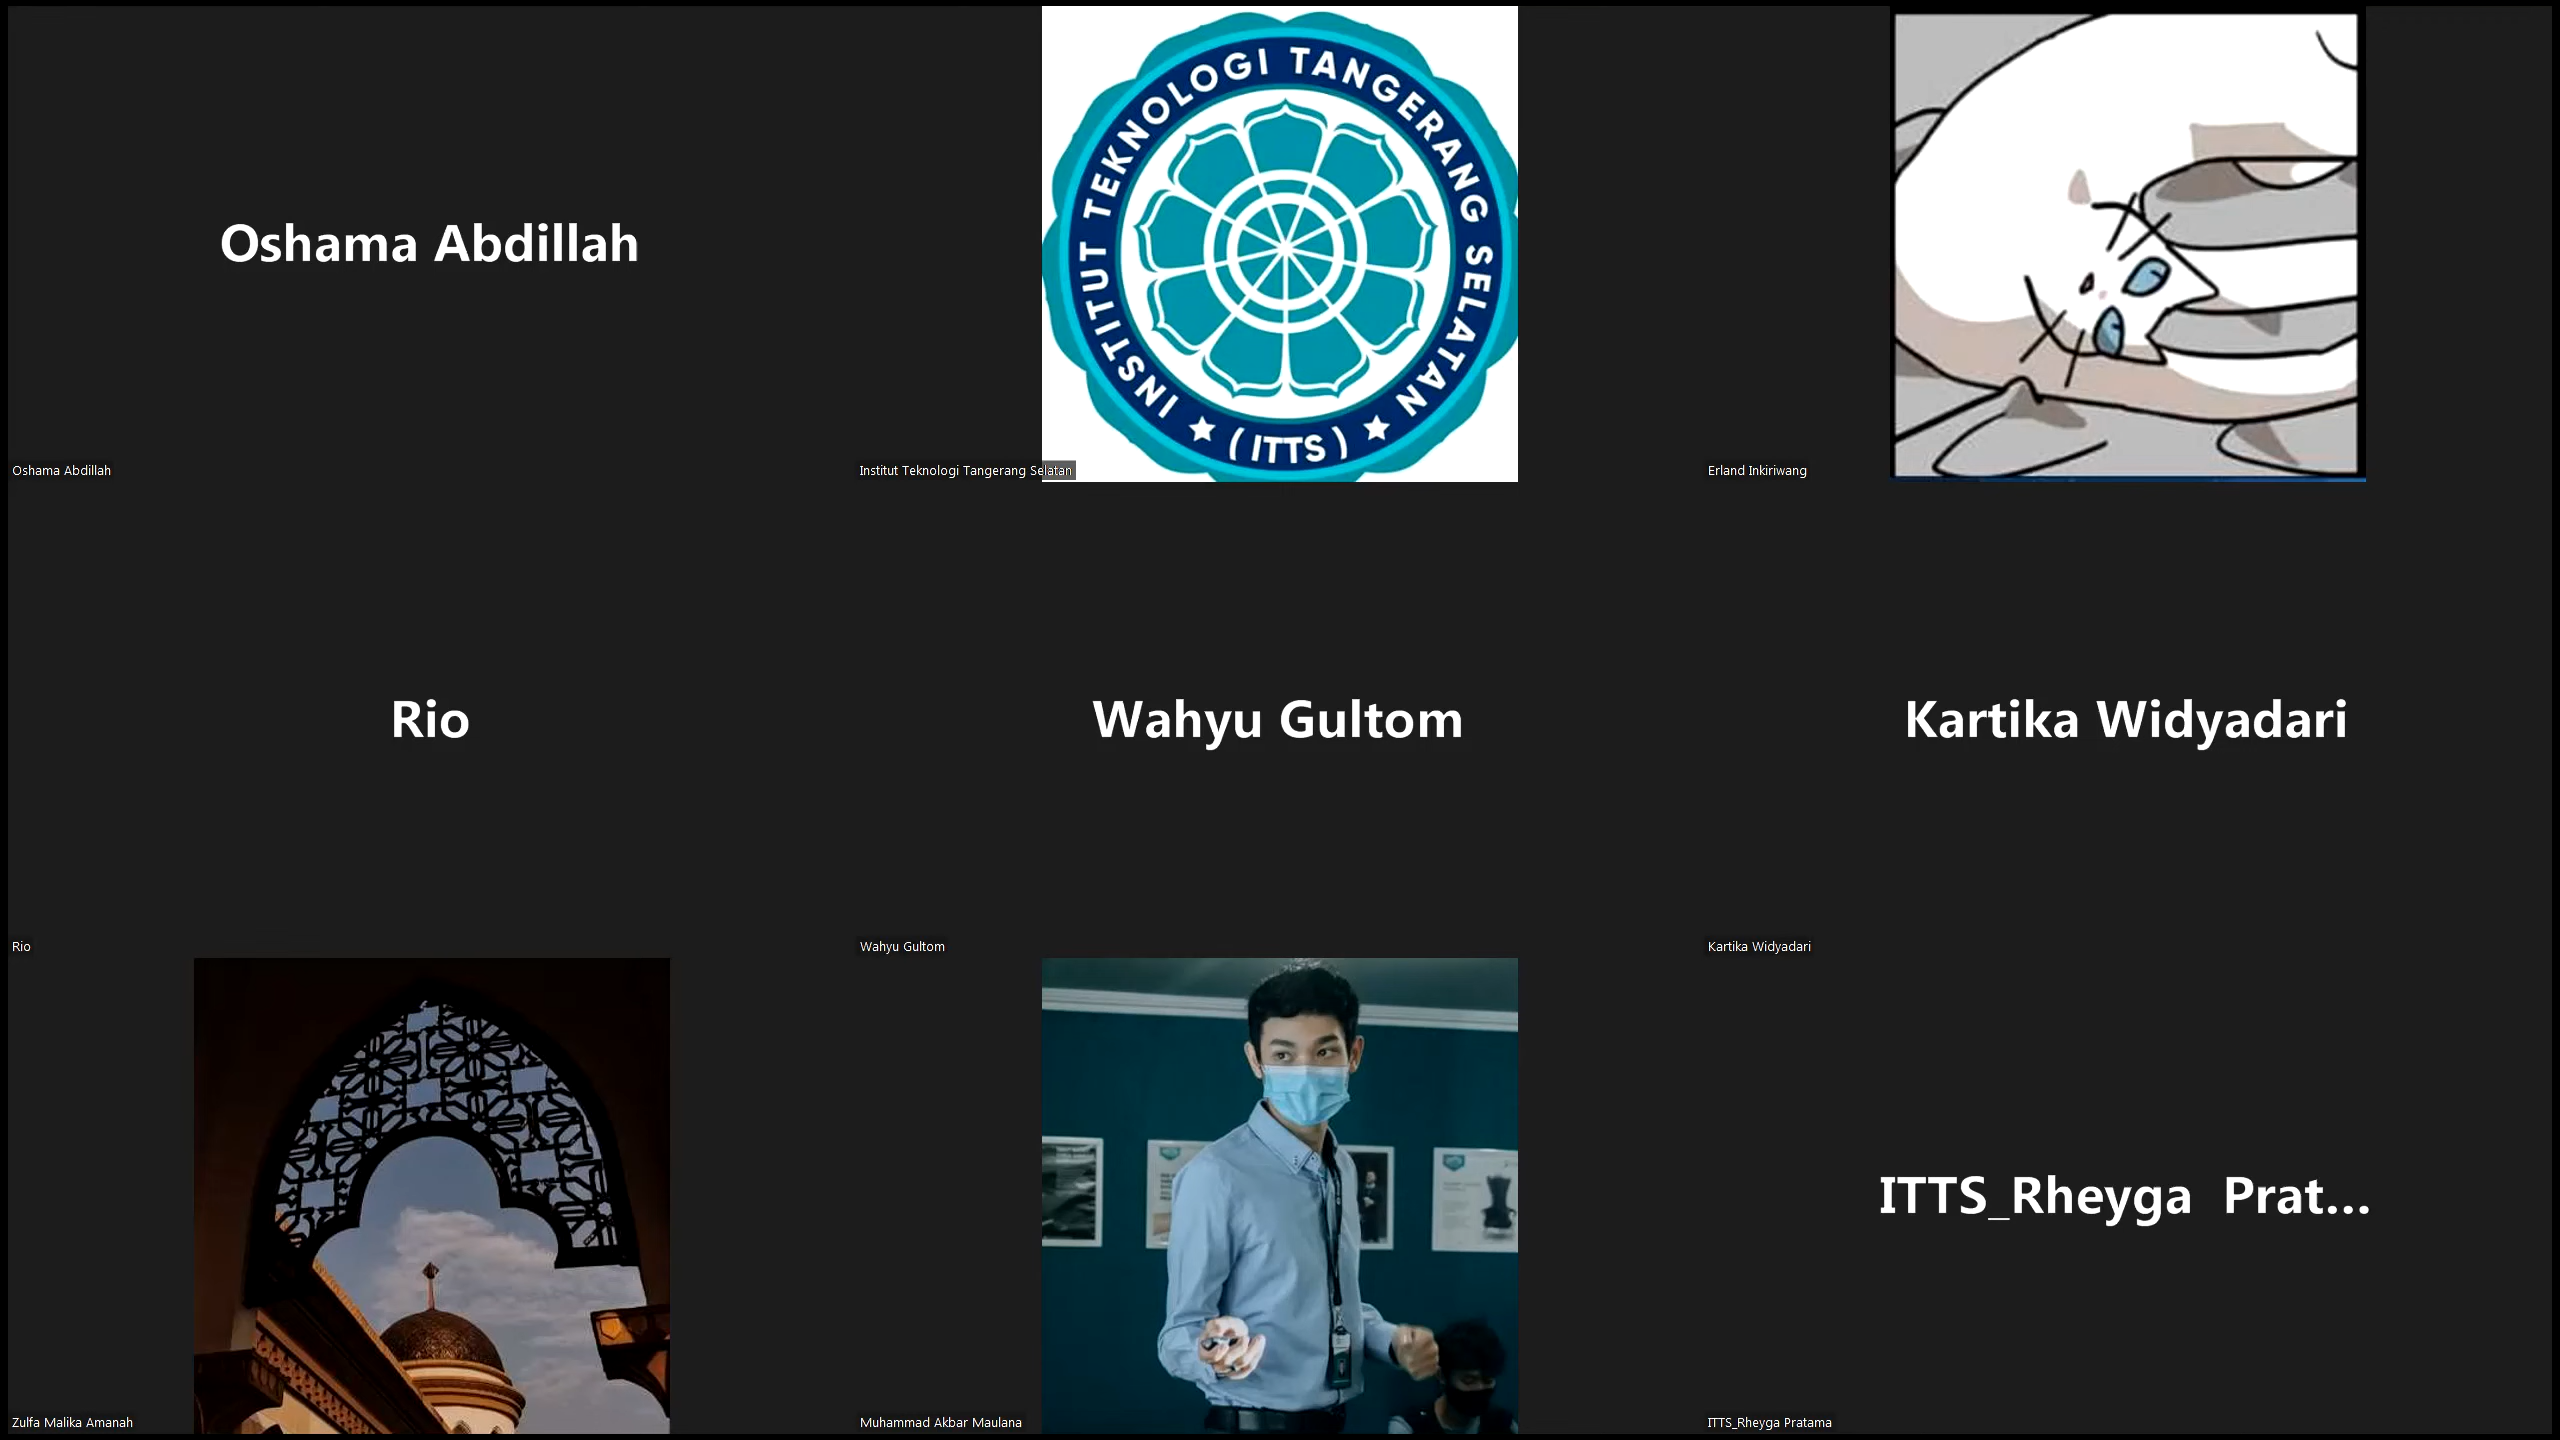 Oshama Abdillah
Oshama Abdillah
INSTITUT TEKNOLOGI TANGERANG SELATAN
( ITTS )
Institut Teknologi Tangerang Selatan
Erland Inkiriwang
Rio
Rio
Wahyu Gultom
Wahyu Gultom
Kartika Widyadari
Kartika Widyadari
Zulfa Malika Amanah
Muhammad Akbar Maulana
ITTS_Rheyga  Prat...
ITTS_Rheyga Pratama